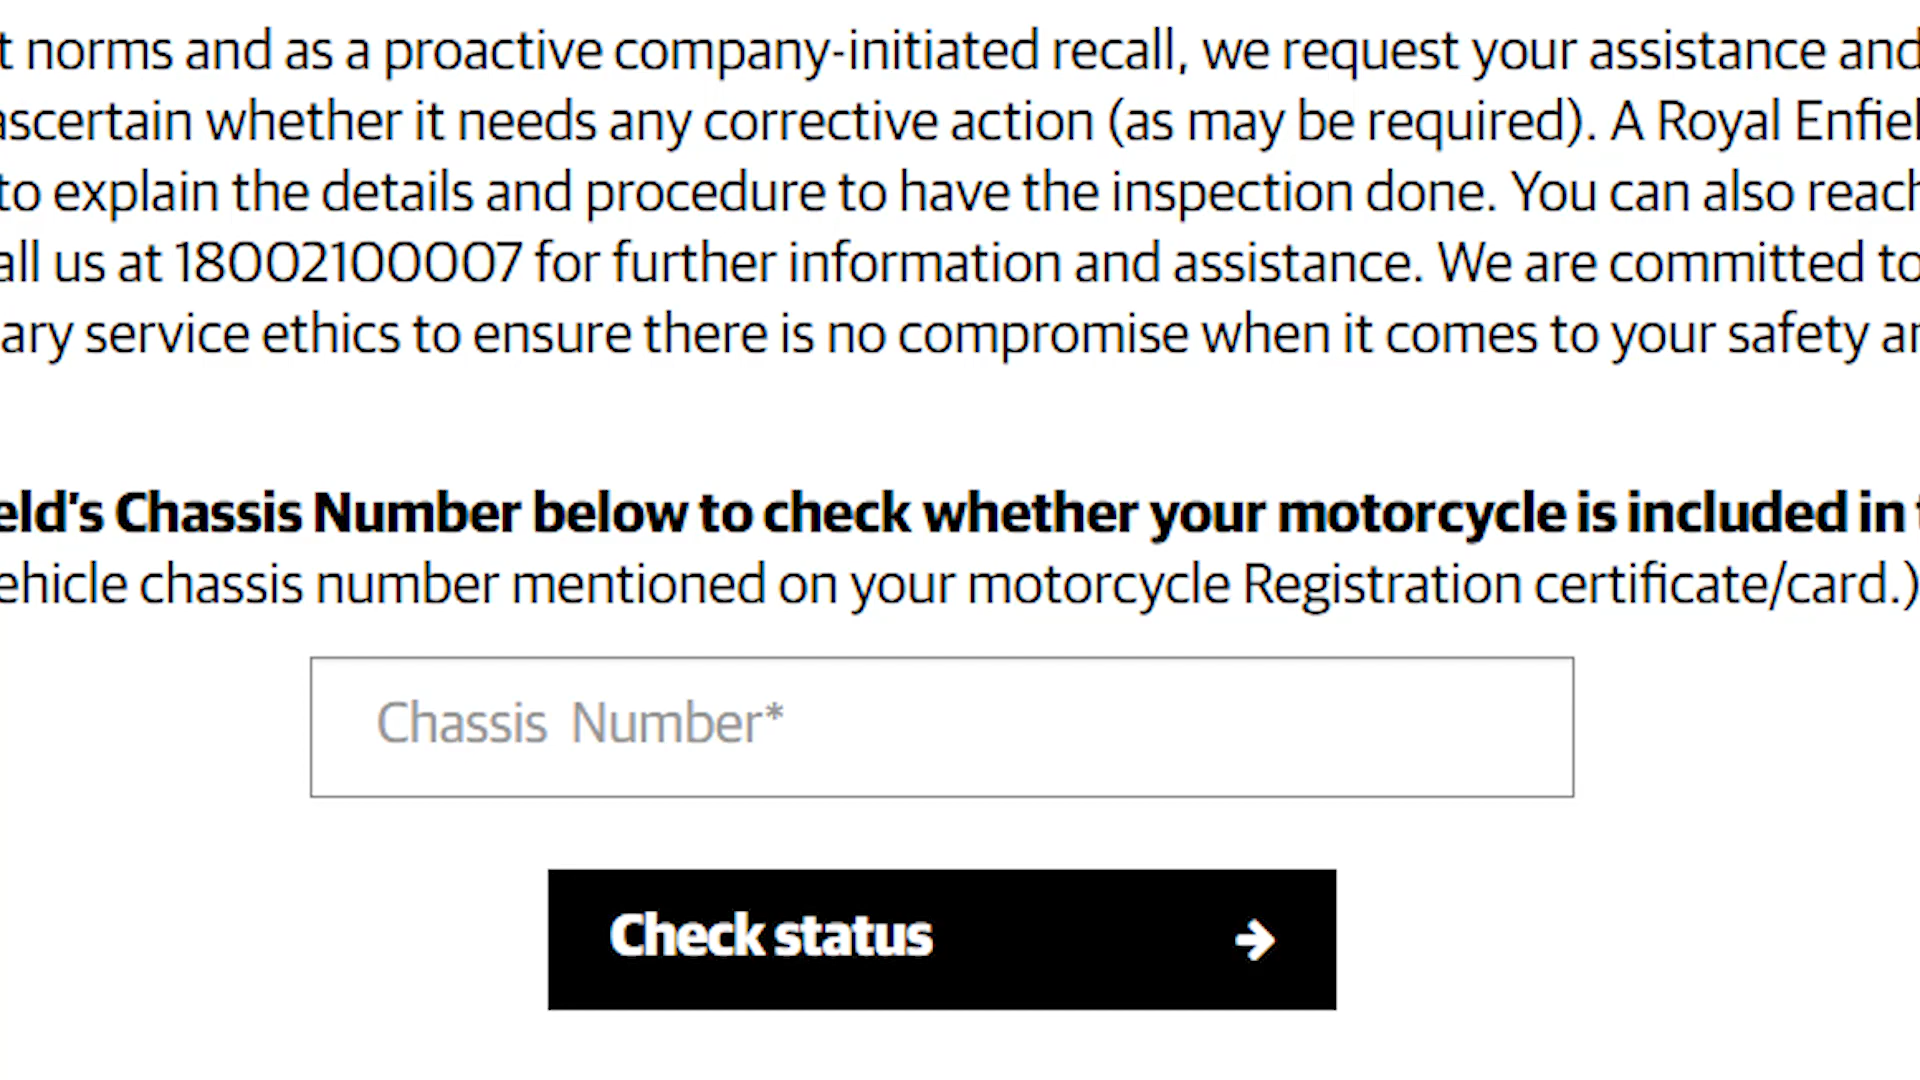 t norms and as a proactive company-initiated recall, we request your assistance and
ascertain whether it needs any corrective action (as may be required). A Royal Enfiel
to explain the details and procedure to have the inspection done. You can also reach
all us at 18002100007 for further information and assistance. We are committed to
ary service ethics to ensure there is no compromise when it comes to your safety an
eld's Chassis Number below to check whether your motorcycle is included in t
ehicle chassis number mentioned on your motorcycle Registration certificate/card.)
Chassis Number*
Check status